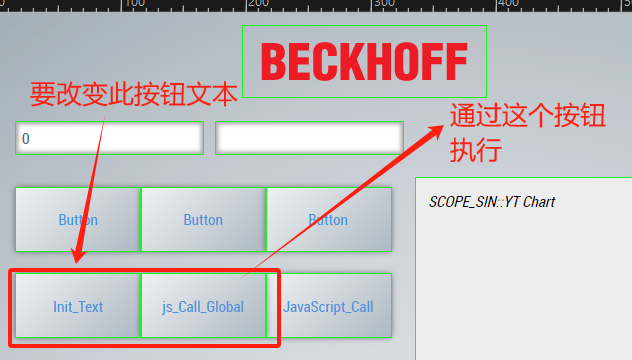 100
200
300
400
BECKHOFF
要改变此按钮文本
通过这个按钮
执行
0
Button
Button
Button
SCOPE_SIN::YT Chart
Init_Text
js_Call_Global
JavaScript_Call